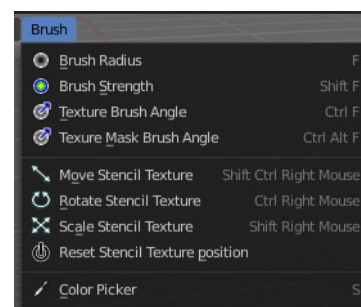 Brush
Brush Radius F
Brush Strength Shift F
Texture Brush Angle Ctrl F
Texure Mask Brush Angle Ctrl Alt F
Move Stencil Texture Shift Ctrl Right Mouse
Rotate Stencil Texture Ctrl Right Mouse
Scale Stencil Texture Shift Right Mouse
Reset Stencil Texture position
Color Picker S